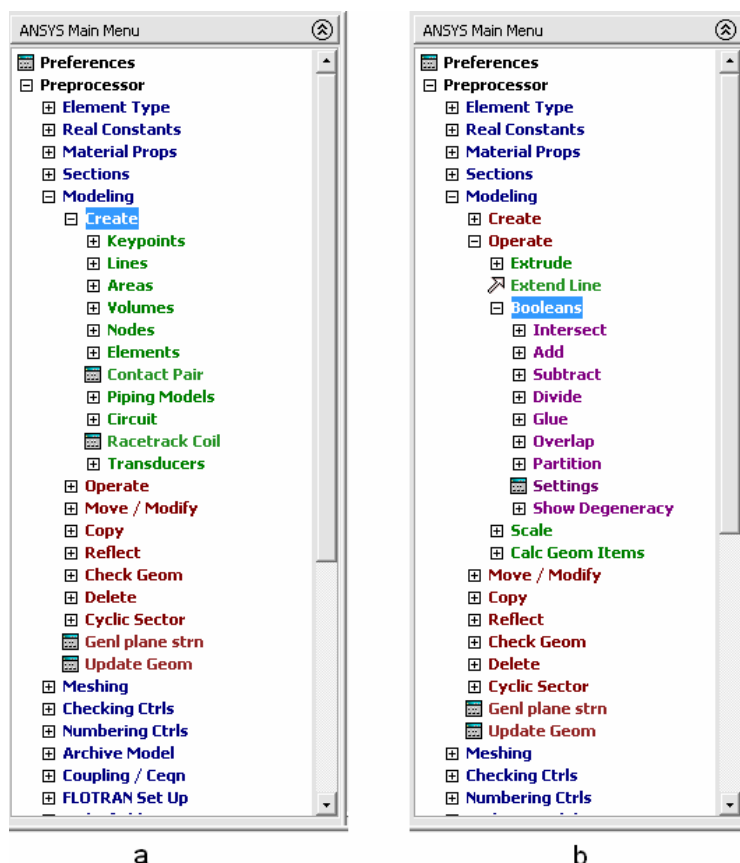 ANSYS Main Menu
Preferences
Preprocessor
Element Type
Real Constants
Material Props
Sections
Modeling
Create
Keypoints
Lines
Areas
Volumes
Nodes
Elements
Contact Pair
Piping Models
Circuit
Racetrack Coil
Transducers
Operate
Move / Modify
Copy
Reflect
Check Geom
Delete
Cyclic Sector
Genl plane strn
Update Geom
Meshing
Checking Ctrls
Numbering Ctrls
Archive Model
Coupling / Ceqn
FLOTRAN Set Up
a
ANSYS Main Menu
Preferences
Preprocessor
Element Type
Real Constants
Material Props
Sections
Modeling
Create
Operate
Extrude
Extend Line
Booleans
Intersect
Add
Subtract
Divide
Glue
Overlap
Partition
Settings
Show Degeneracy
Scale
Calc Geom Items
Move / Modify
Copy
Reflect
Check Geom
Delete
Cyclic Sector
Genl plane strn
Update Geom
Meshing
Checking Ctrls
Numbering Ctrls
b